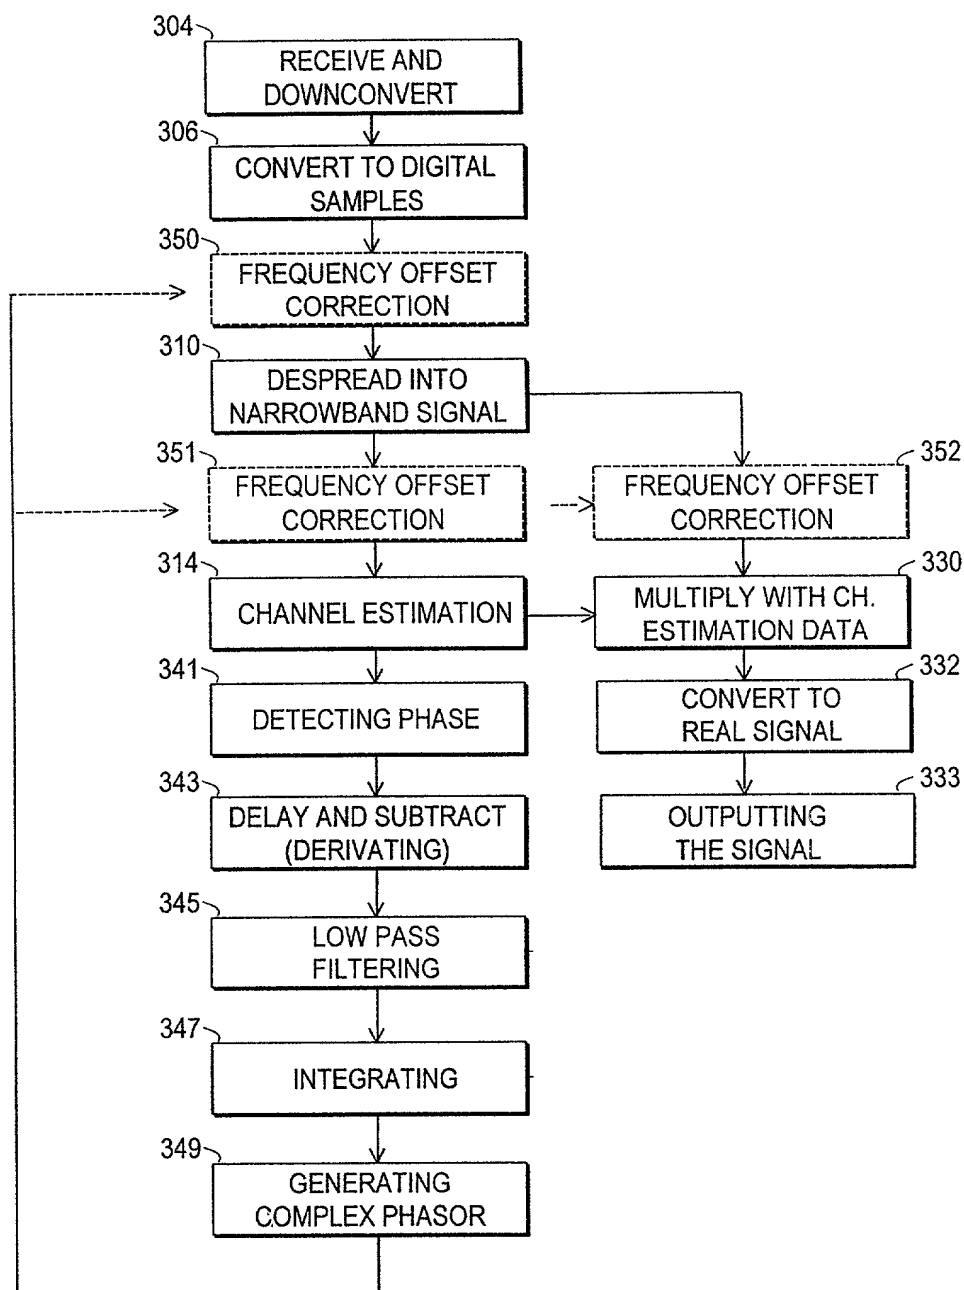 304
RECEIVE AND
DOWNCONVERT
306
CONVERT TO DIGITAL
SAMPLES
350
FREQUENCY OFFSET
CORRECTION
310
DESPREAD INTO
NARROWBAND SIGNAL
351
FREQUENCY OFFSET
CORRECTION
352
FREQUENCY OFFSET
CORRECTION
314
CHANNEL ESTIMATION
330
MULTIPLY WITH CH.
ESTIMATION DATA
341
DETECTING PHASE
332
CONVERT TO
REAL SIGNAL
343
DELAY AND SUBTRACT
(DERIVATING)
333
OUTPUTTING
THE SIGNAL
345
LOW PASS
FILTERING
347
INTEGRATING
349
GENERATING
COMPLEX PHASOR